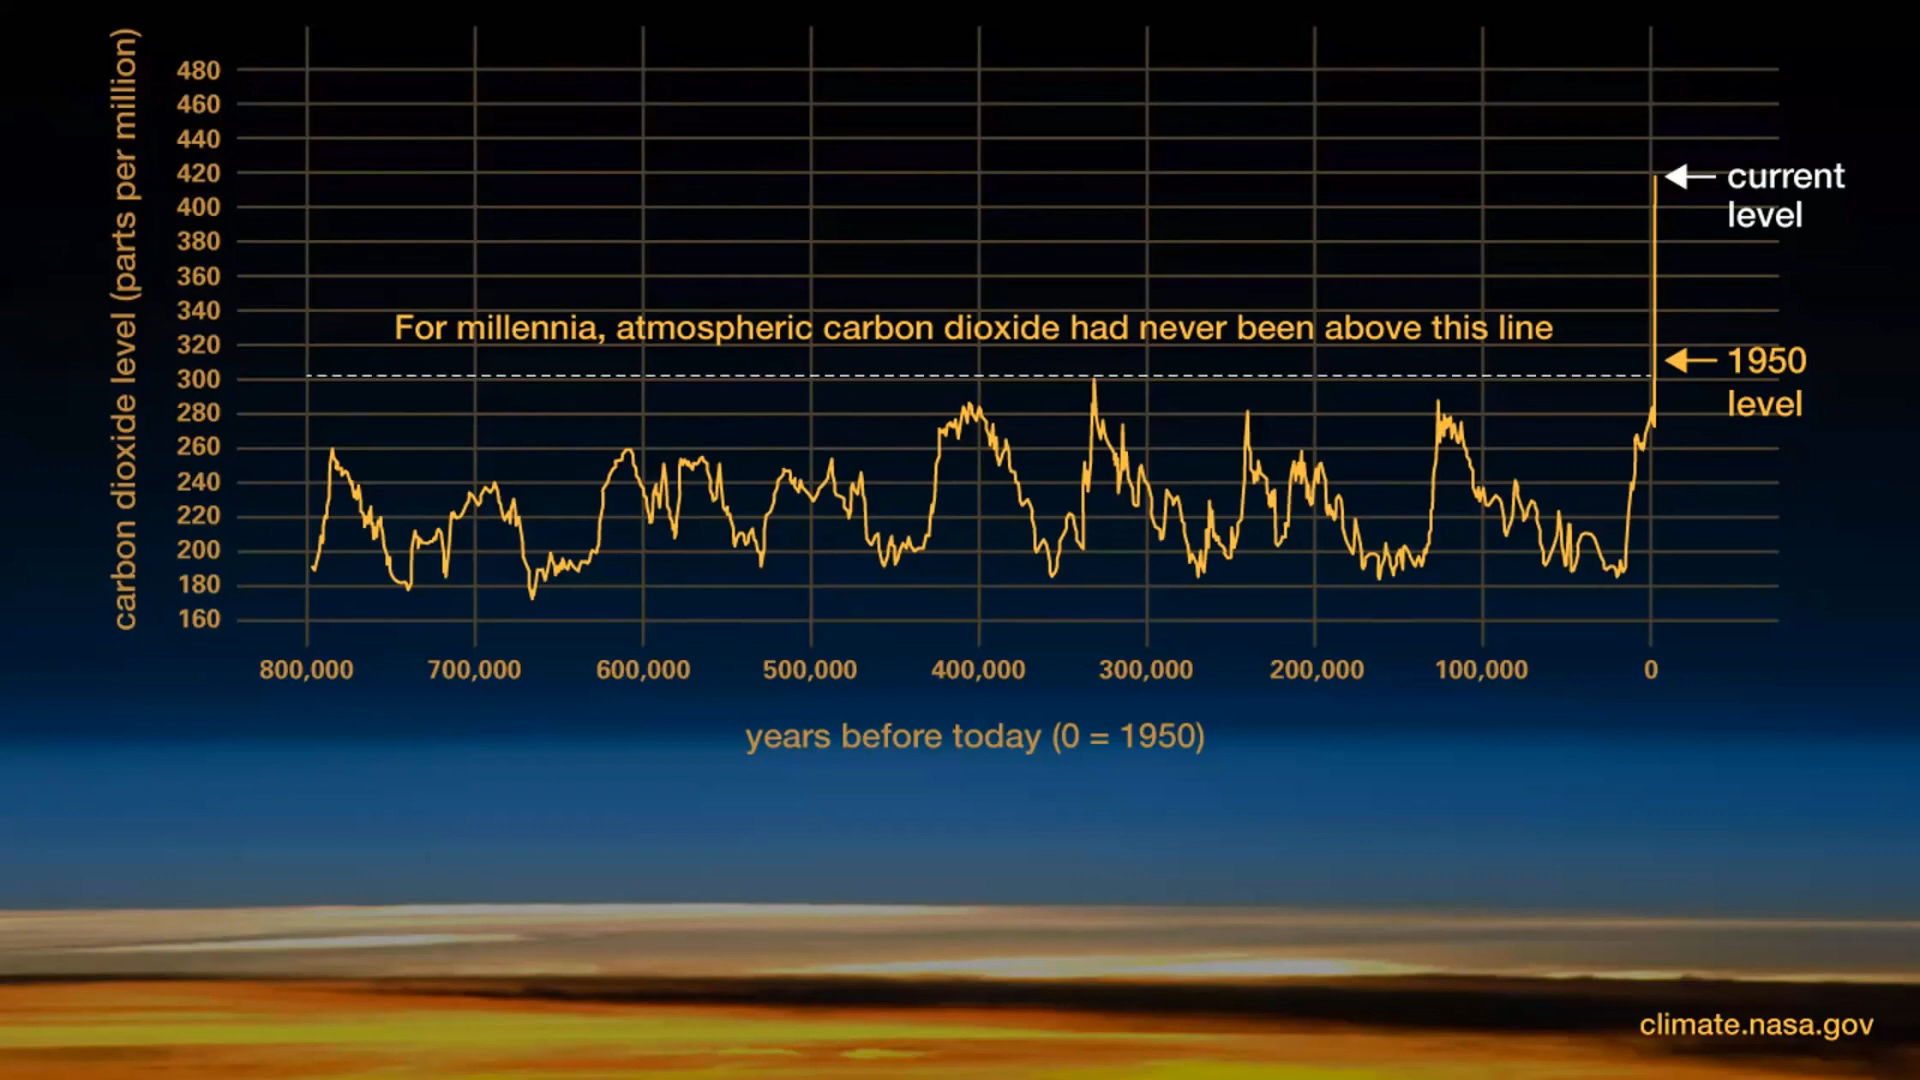 carbon dioxide level (parts per million)
480
460
440
420
400
380
360
340
320
300
280
260
240
220
200
180
160
For millennia, atmospheric carbon dioxide had never been above this line
current
level
1950
level
800,000 700,000 600,000 500,000 400,000 300,000 200,000 100,000 0
years before today (0 = 1950)
climate.nasa.gov